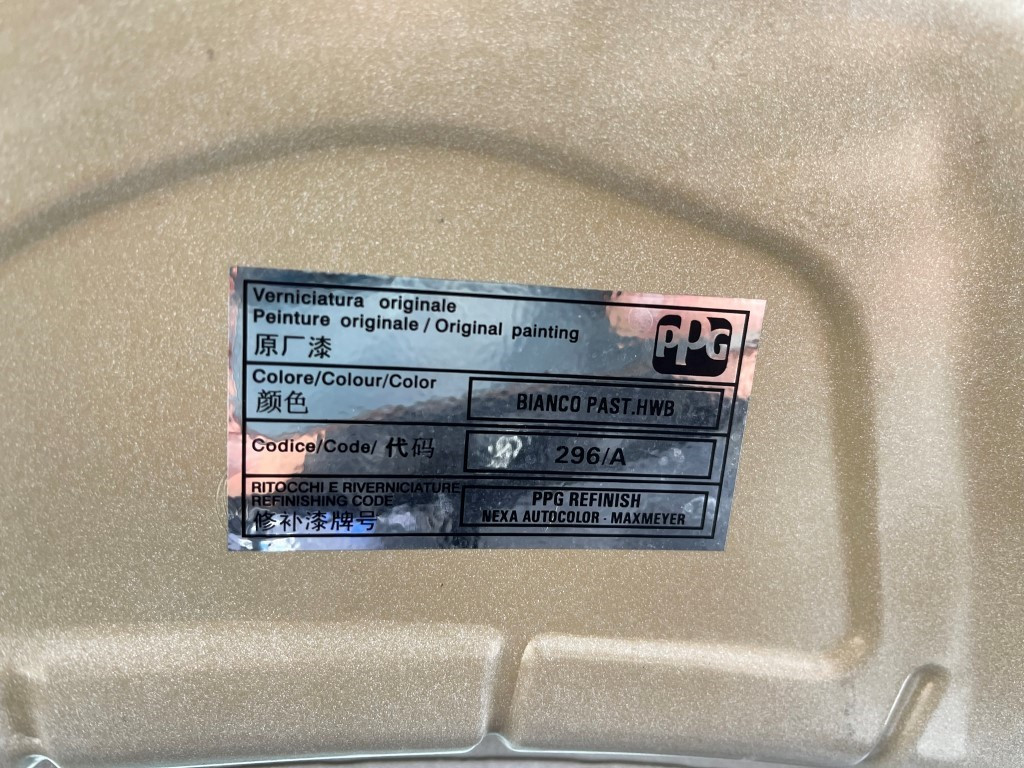 Verniciatura originale
Peinture originale / Original painting
原厂漆
PPG
Colore/Colour/Color
颜色
BIANCO PAST.HWB
Codice/Code/ 代码
296/A
RITOCCHI E RIVERNICIATURE
REFINISHING CODE
修补漆牌号
PPG REFINISH
NEXA AUTOCOLOR - MAXMEYER